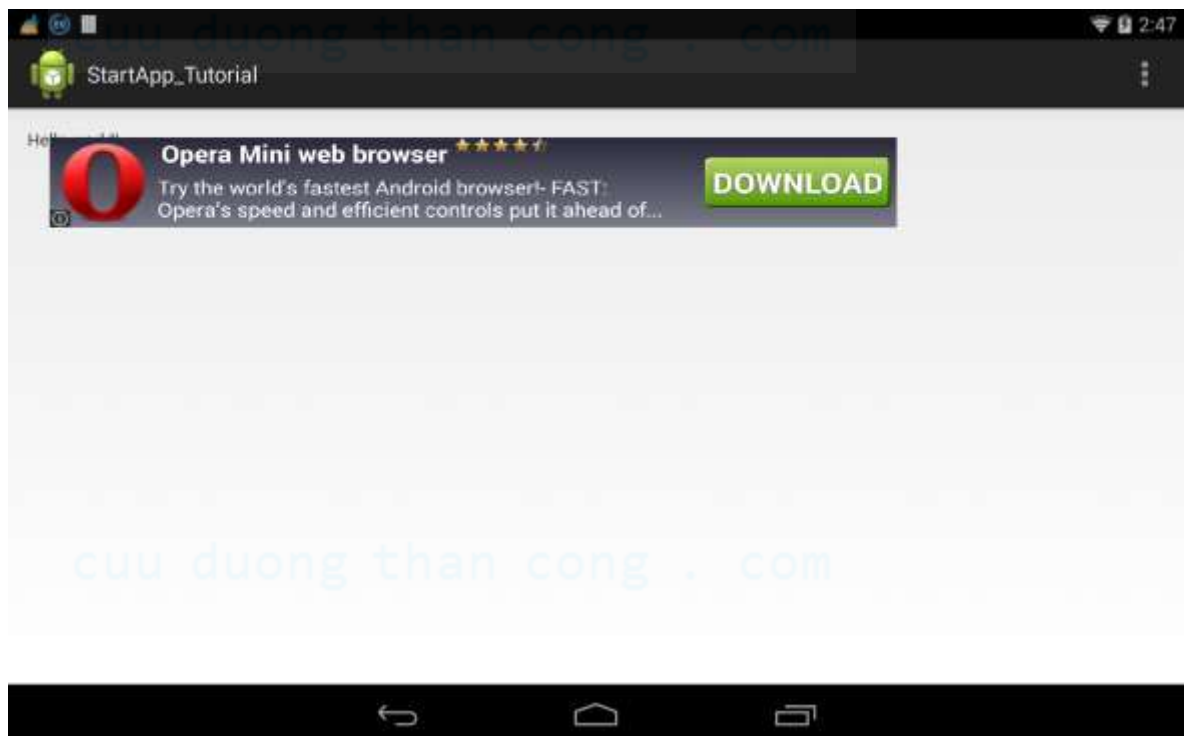 cuu duong than cong . com
2:47
StartApp_Tutorial
Opera Mini web browser
Try the world's fastest Android browser!- FAST:
Opera's speed and efficient controls put it ahead of...
DOWNLOAD
cuu duong than cong . com